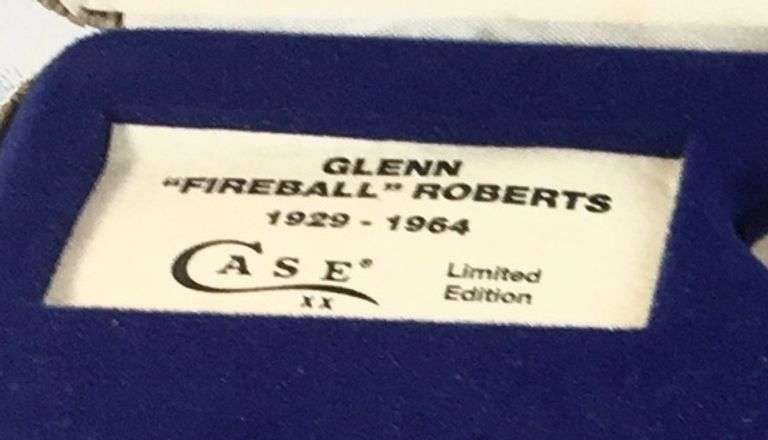 GLENN
"FIREBALL" ROBERTS
1929 - 1964
CASE®
XX
Limited
Edition